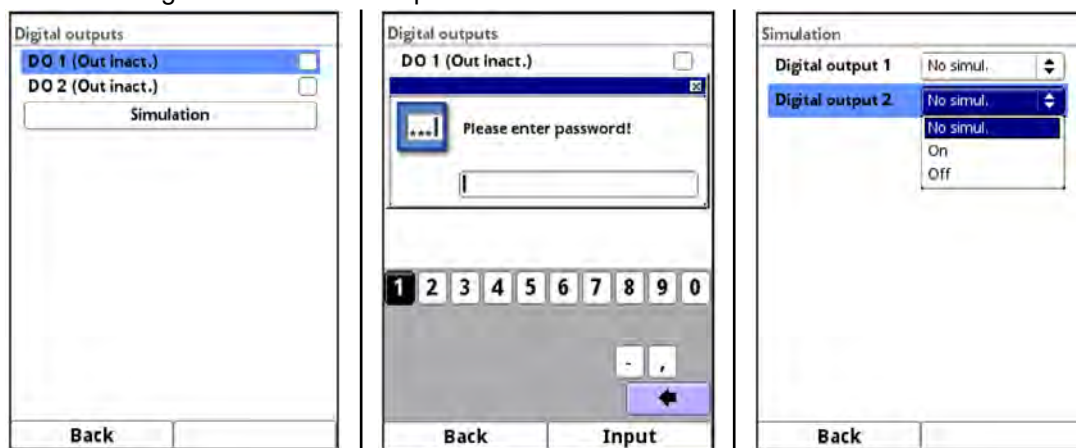 Digital outputs
DO 1 (Out inact.)
DO 2 (Out inact.)
Simulation
Back
Digital outputs
DO 1 (Out inact.)
Please enter password!
1 2 3 4 5 6 7 8 9 0
- ,
Back Input
Simulation
Digital output 1 No simul.
Digital output 2 No simul.
No simul.
On
Off
Back